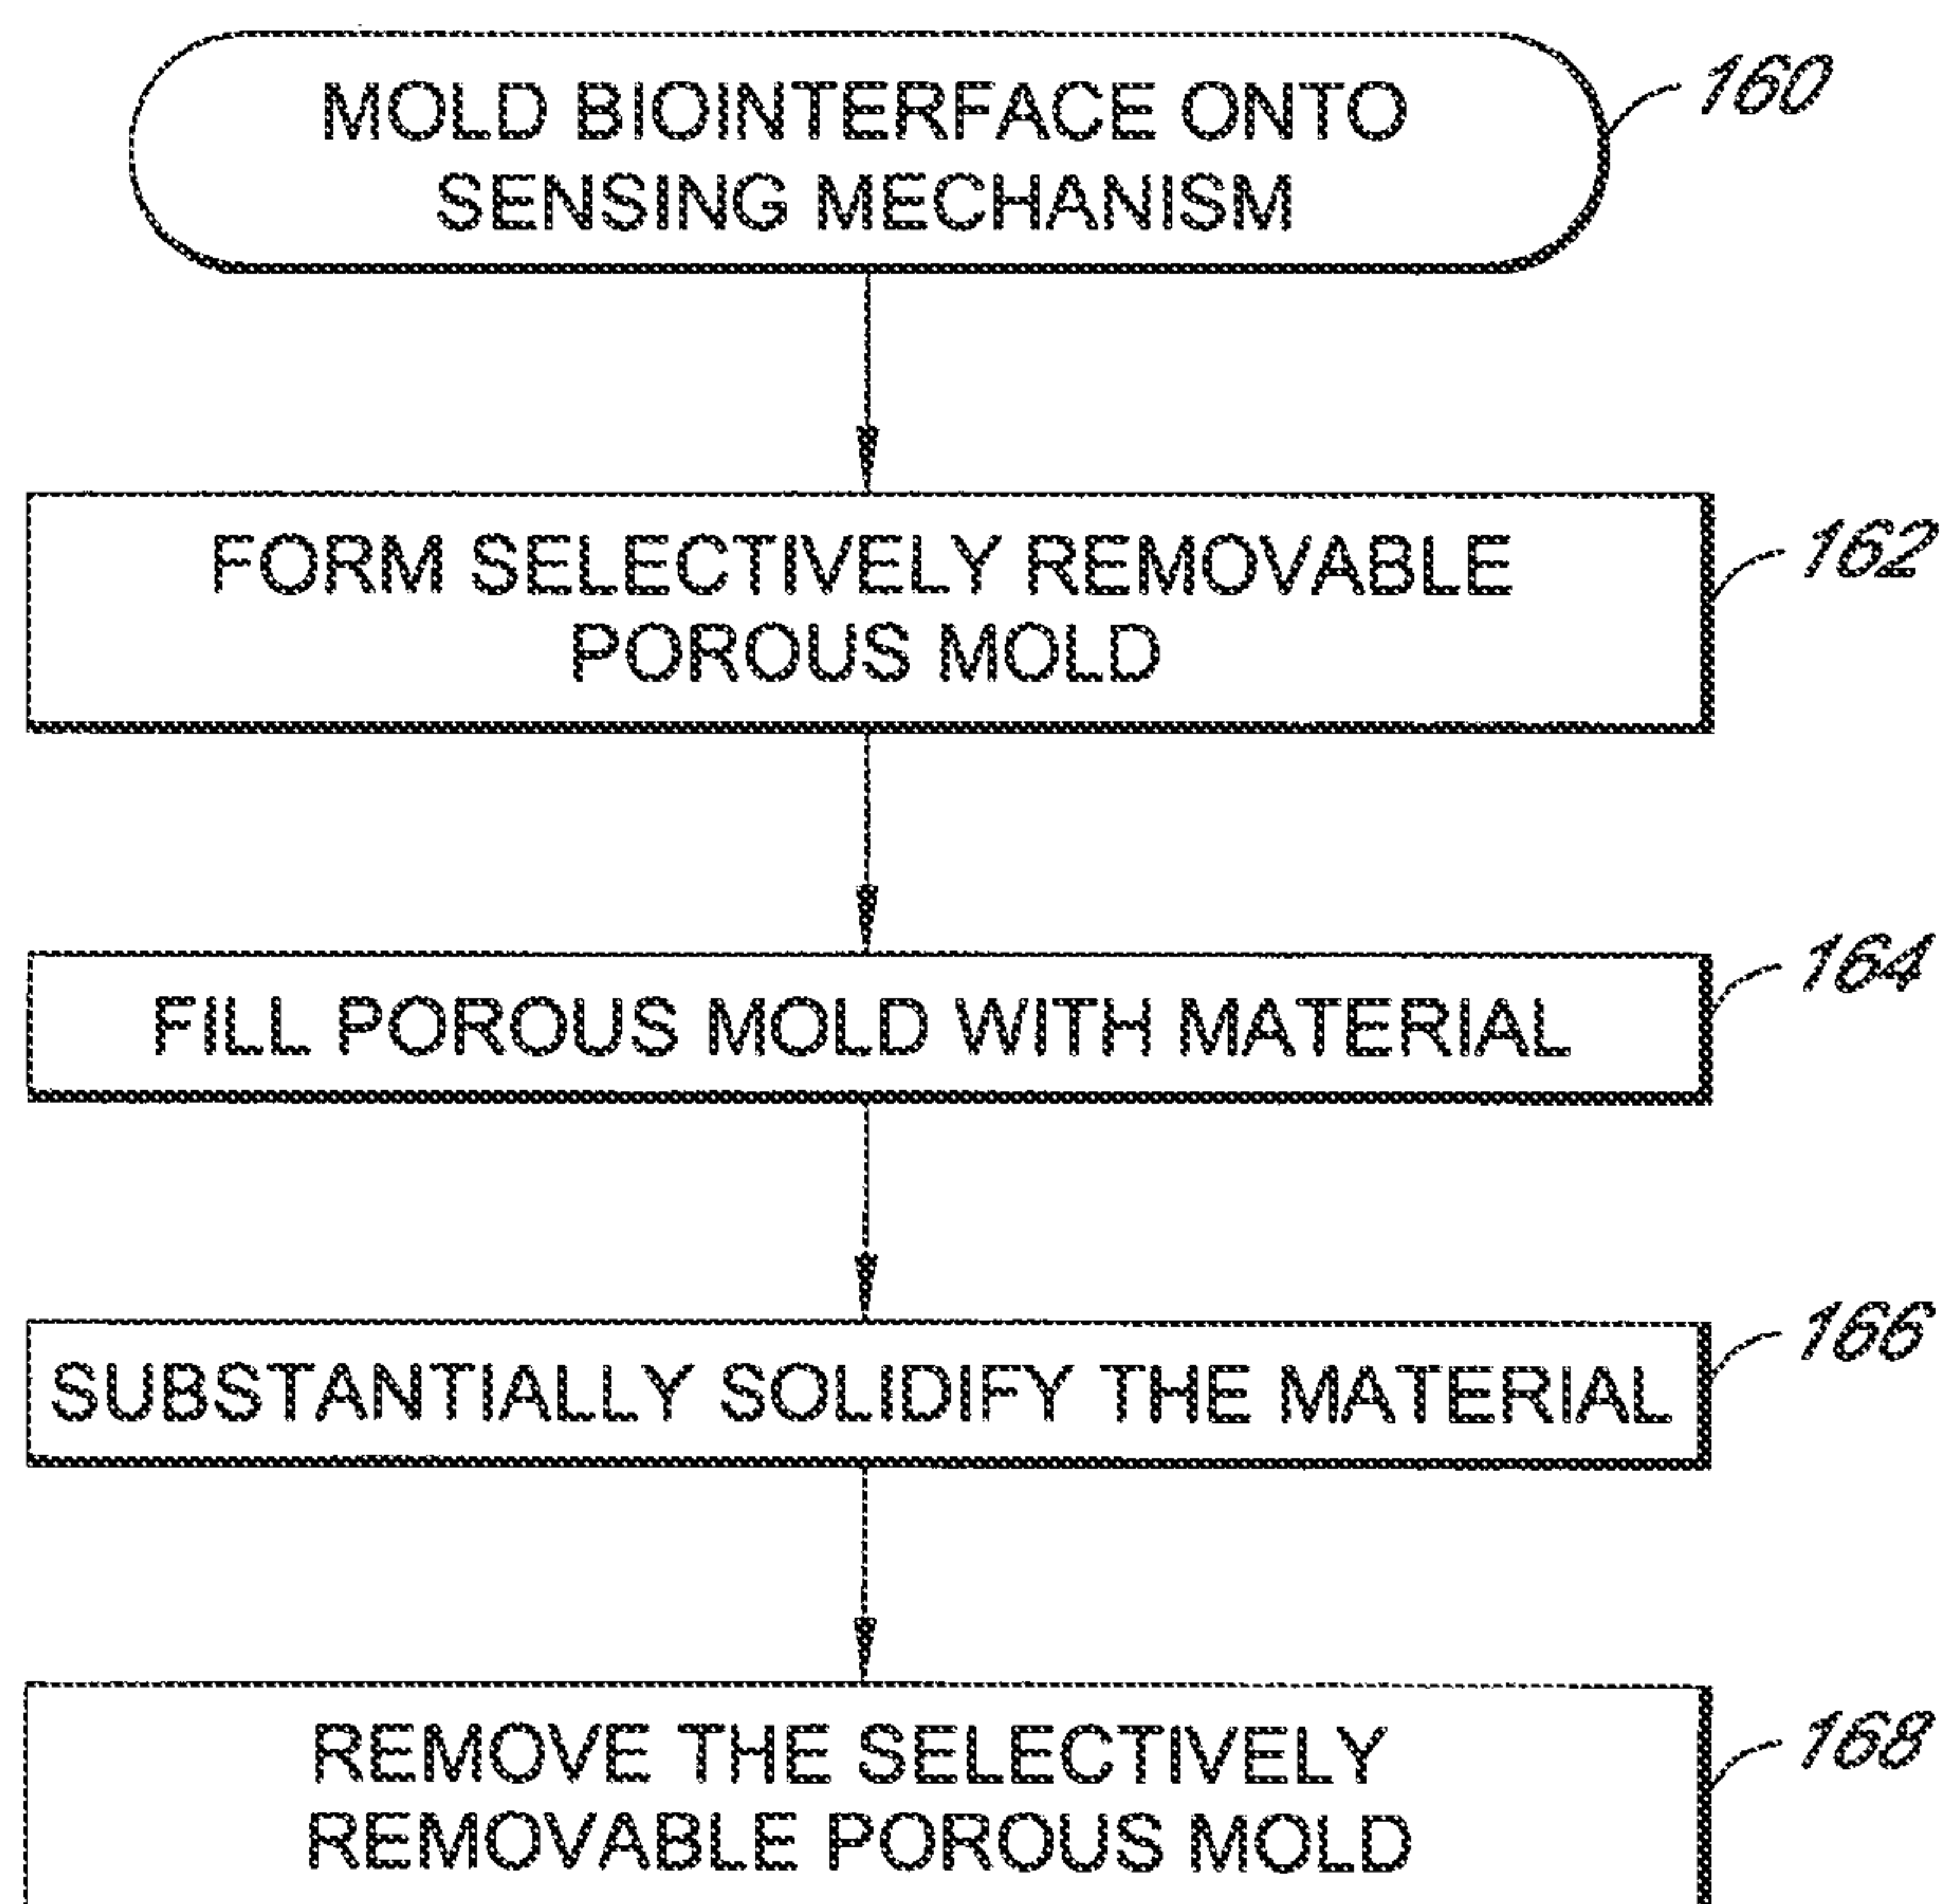 MOLD BIOINTERFACE ONTO
SENSING MECHANISM
160
FORM SELECTIVELY REMOVABLE
POROUS MOLD
162
FILL POROUS MOLD WITH MATERIAL
164
SUBSTANTIALLY SOLIDIFY THE MATERIAL
166
REMOVE THE SELECTIVELY
REMOVABLE POROUS MOLD
168